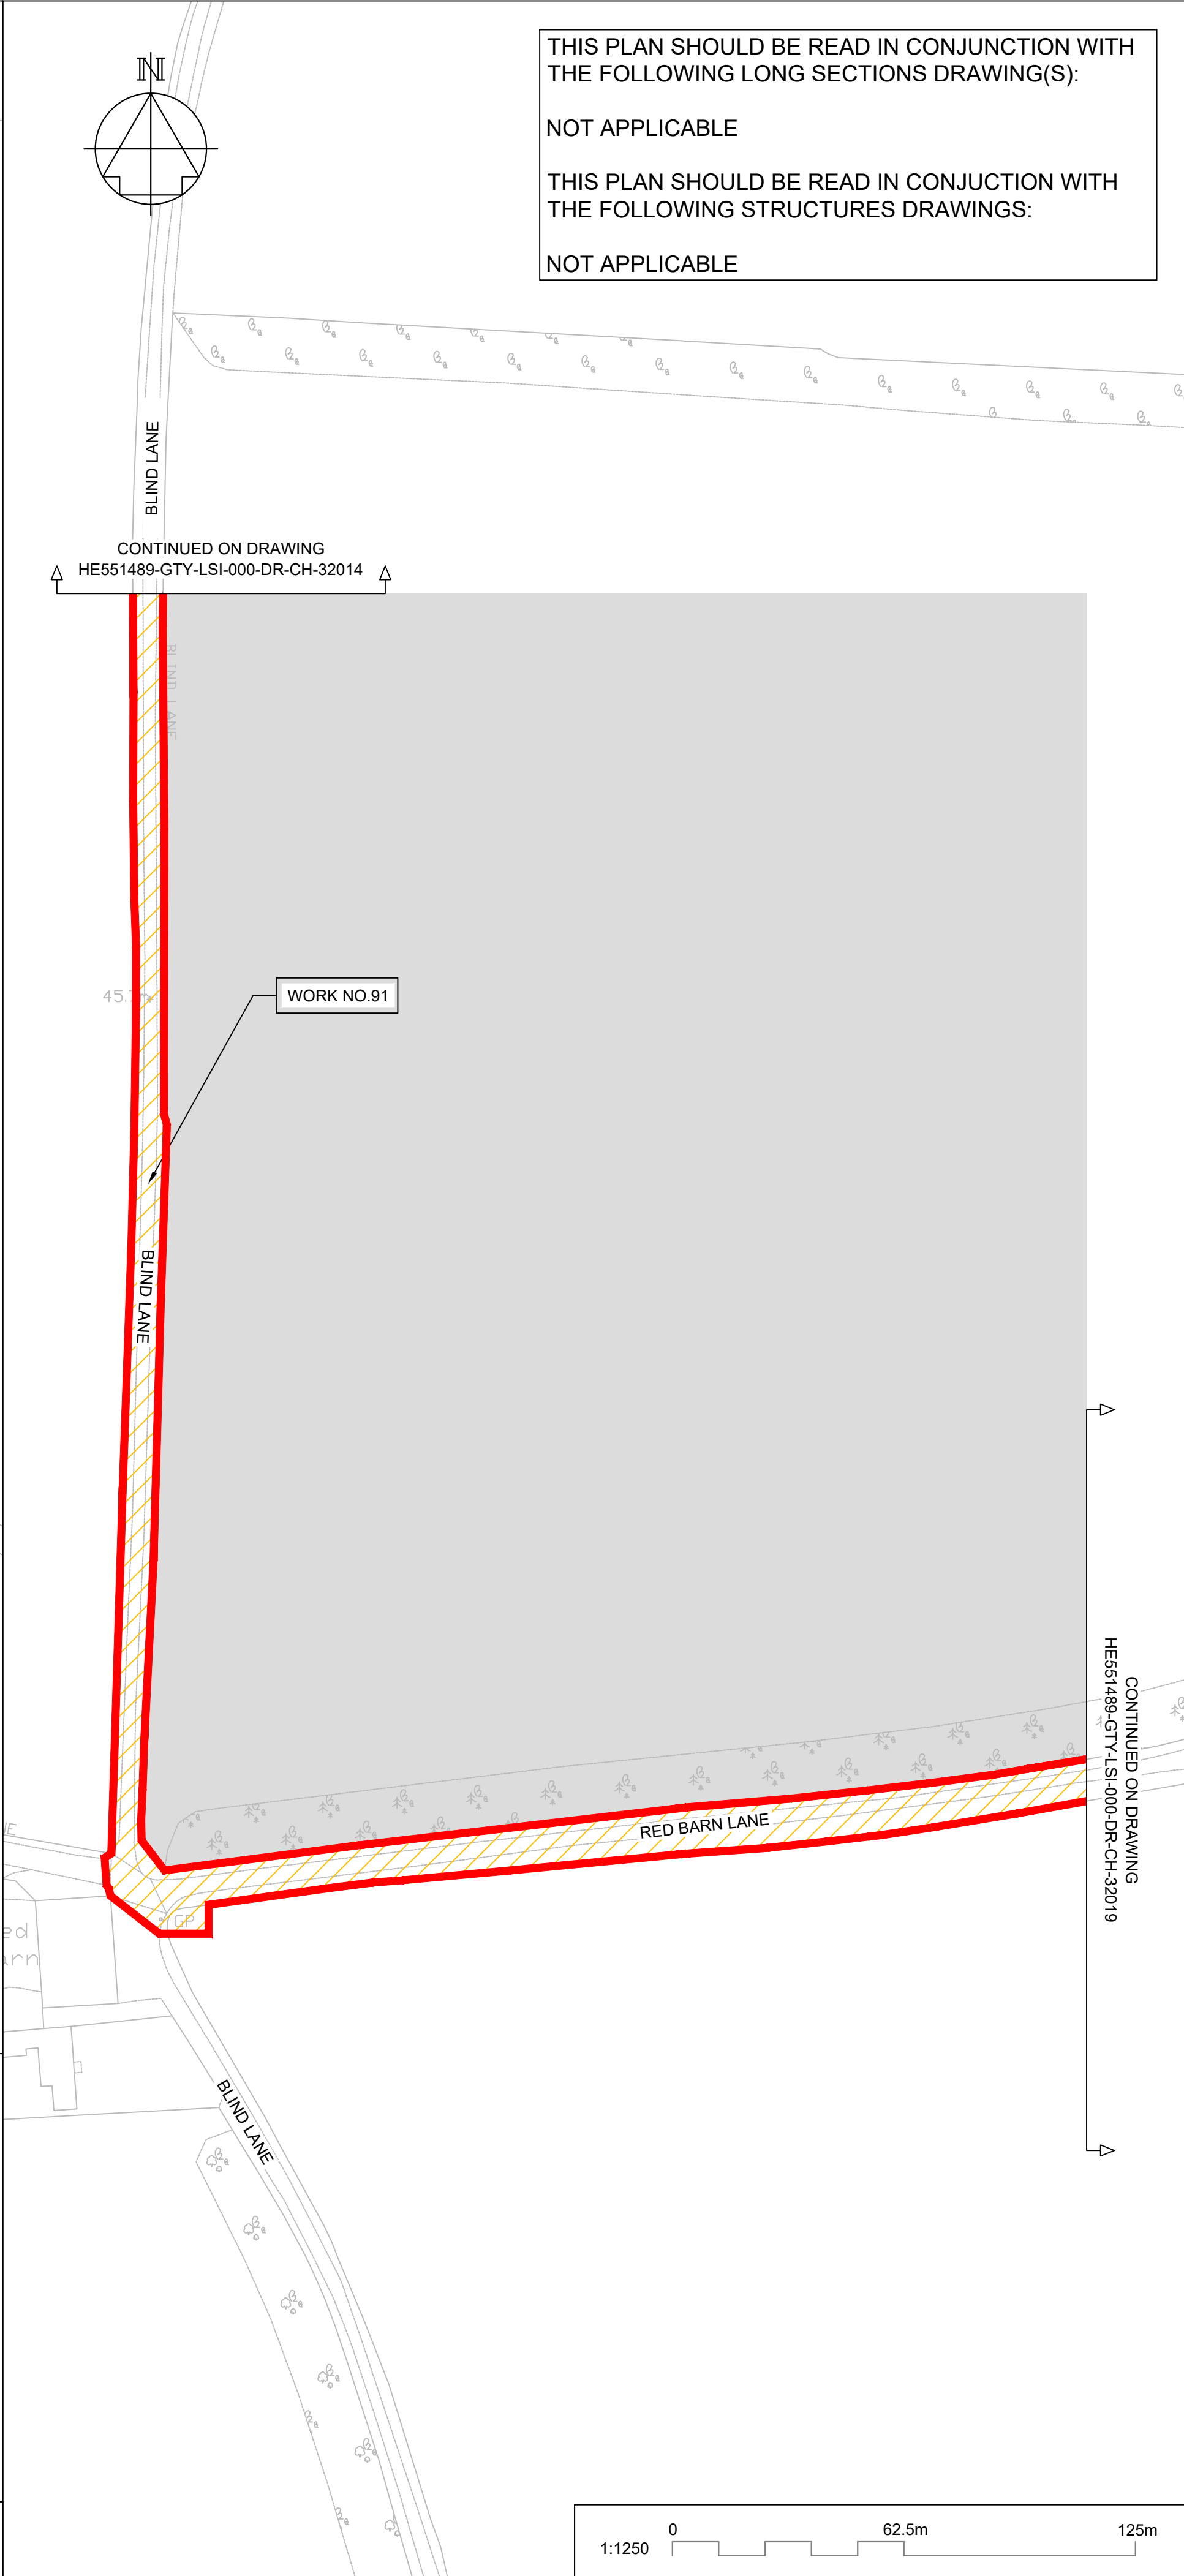 N
THIS PLAN SHOULD BE READ IN CONJUNCTION WITH
THE FOLLOWING LONG SECTIONS DRAWING(S):
NOT APPLICABLE
THIS PLAN SHOULD BE READ IN CONJUCTION WITH
THE FOLLOWING STRUCTURES DRAWINGS:
NOT APPLICABLE
BLIND LANE
CONTINUED ON DRAWING
HE551489-GTY-LSI-000-DR-CH-32014
BLIND LANE
WORK NO.91
BLIND LANE
CONTINUED ON DRAWING
HE551489-GTY-LSI-000-DR-CH-32019
RED BARN LANE
GP
BLIND LANE
1:1250
0
62.5m
125m